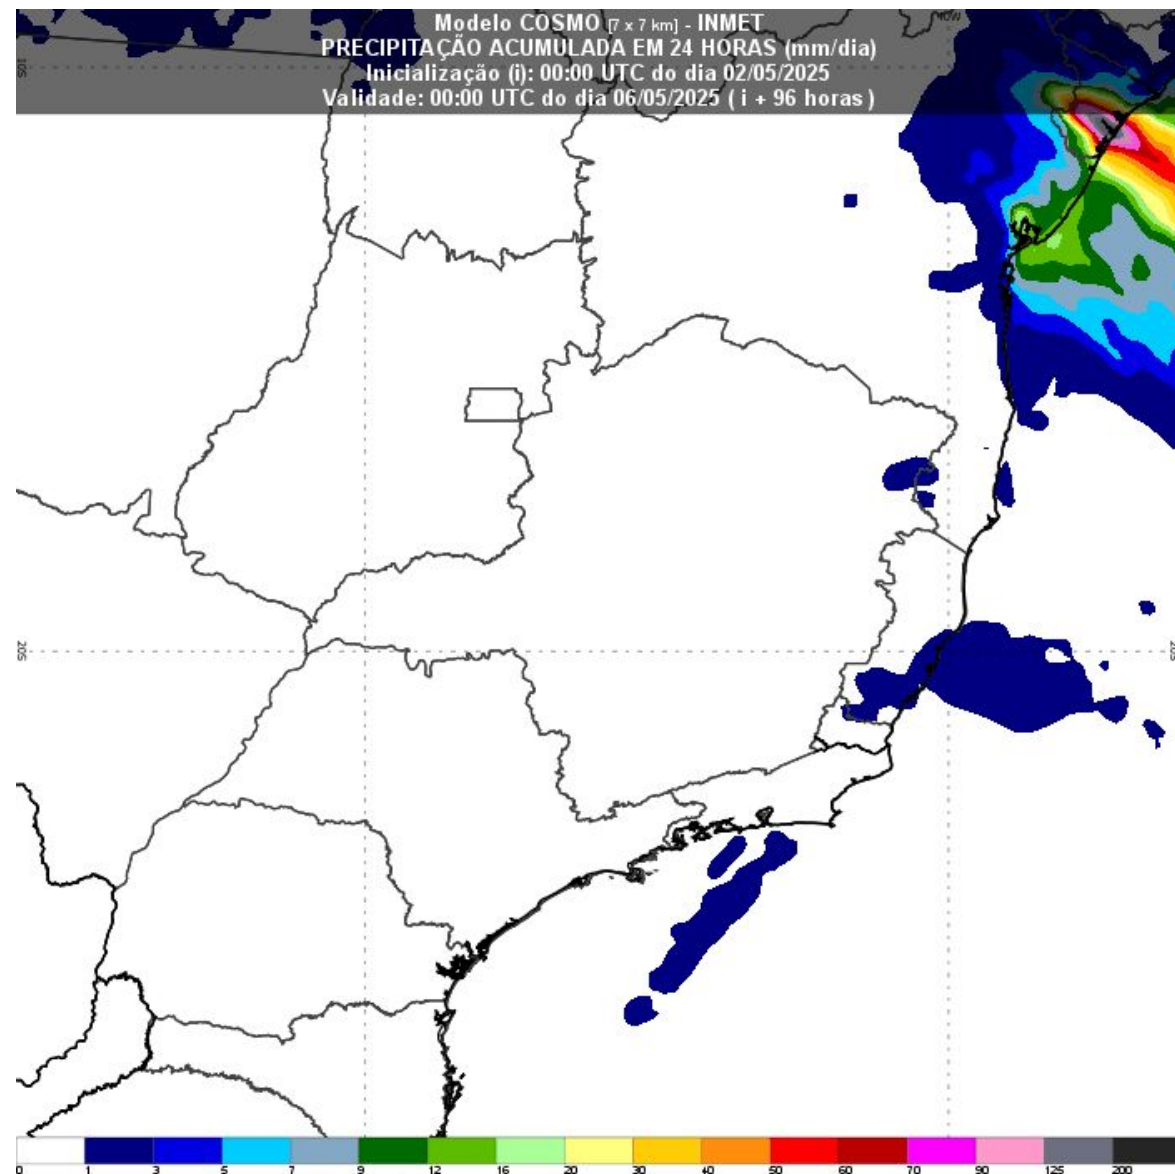 Modelo COSMO [7 x 7 km] - INMET
40W
PRECIPITAÇÃO ACUMULADA EM 24 HORAS (mm/dia)
10S
Inicialização (i): 00:00 UTC do dia 02/05/2025
Validade: 00:00 UTC do dia 06/05/2025 ( i + 96 horas )
20S 20S
0 1 3 5 7 9 12 16 20 30 40 50 60 70 90 125 200